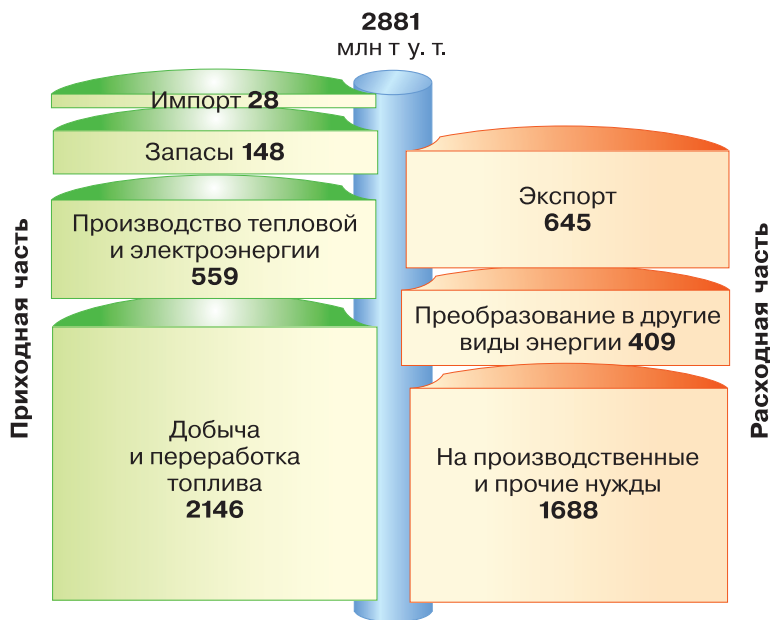 2881
млн т у. т.
Приходная часть
Импорт 28
Запасы 148
Производство тепловой
и электроэнергии
559
Добыча
и переработка
топлива
2146
Экспорт
645
Преобразование в другие
виды энергии 409
На производственные
и прочие нужды
1688
Расходная часть